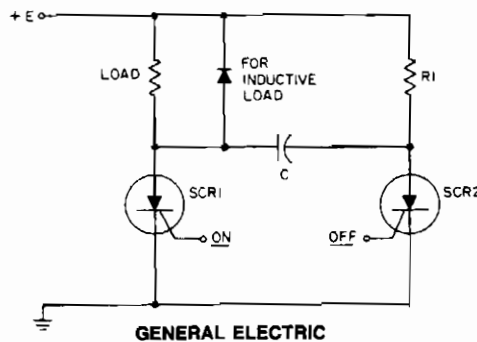 +E
LOAD
FOR
INDUCTIVE
LOAD
R1
C
SCR1
SCR2
ON
OFF
GENERAL ELECTRIC